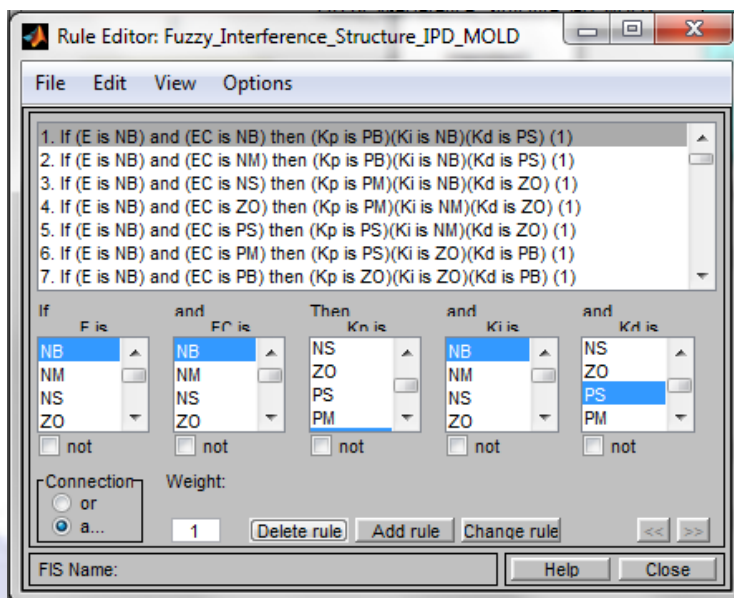 Rule Editor: Fuzzy_Interference_Structure_IPD_MOLD
File Edit View Options
1. If (E is NB) and (EC is NB) then (Kp is PB)(Ki is NB)(Kd is PS) (1)
2. If (E is NB) and (EC is NM) then (Kp is PB)(Ki is NB)(Kd is PS) (1)
3. If (E is NB) and (EC is NS) then (Kp is PM)(Ki is NB)(Kd is ZO) (1)
4. If (E is NB) and (EC is ZO) then (Kp is PM)(Ki is NM)(Kd is ZO) (1)
5. If (E is NB) and (EC is PS) then (Kp is PS)(Ki is NM)(Kd is ZO) (1)
6. If (E is NB) and (EC is PM) then (Kp is PS)(Ki is ZO)(Kd is PB) (1)
7. If (E is NB) and (EC is PB) then (Kp is ZO)(Ki is ZO)(Kd is PB) (1)
If and Then and and
E is EC is Kp is Ki is Kd is
NB NB NS NB NS
NM NM ZO NM ZO
NS NS PS NS PS
ZO ZO PM ZO PM
not not not not not
Connection Weight:
or
a... 1 Delete rule Add rule Change rule << >>
FIS Name: Help Close